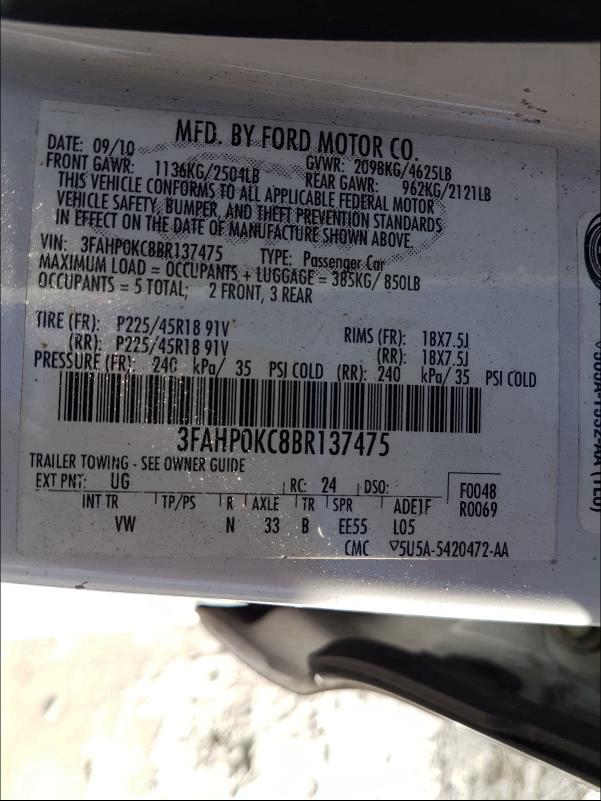 MFD. BY FORD MOTOR CO.
DATE: 09/10 GVWR: 2098KG/4625LB
FRONT GAWR: 1136KG/2504LB REAR GAWR: 962KG/2121LB
THIS VEHICLE CONFORMS TO ALL APPLICABLE FEDERAL MOTOR
VEHICLE SAFETY, BUMPER, AND THEFT PREVENTION STANDARDS
IN EFFECT ON THE DATE OF MANUFACTURE SHOWN ABOVE.
VIN: 3FAHP0KC8BR137475 TYPE: Passenger Car
MAXIMUM LOAD = OCCUPANTS + LUGGAGE = 385KG/ 850LB
OCCUPANTS = 5 TOTAL; 2 FRONT, 3 REAR
TIRE (FR): P225/45R18 91V RIMS (FR): 18X7.5J
(RR): P225/45R18 91V (RR): 18X7.5J
PRESSURE (FR): 240 kPa/ 35 PSI COLD (RR): 240 kPa/ 35 PSI COLD
3FAHP0KC8BR137475
TRAILER TOWING - SEE OWNER GUIDE
EXT PNT: UG RC: 24 DSO: F0048
R0069
INT TR TP/PS R AXLE TR SPR ADE1F
VW N 33 B EE55 L05
CMC ▽5U5A-5420472-AA